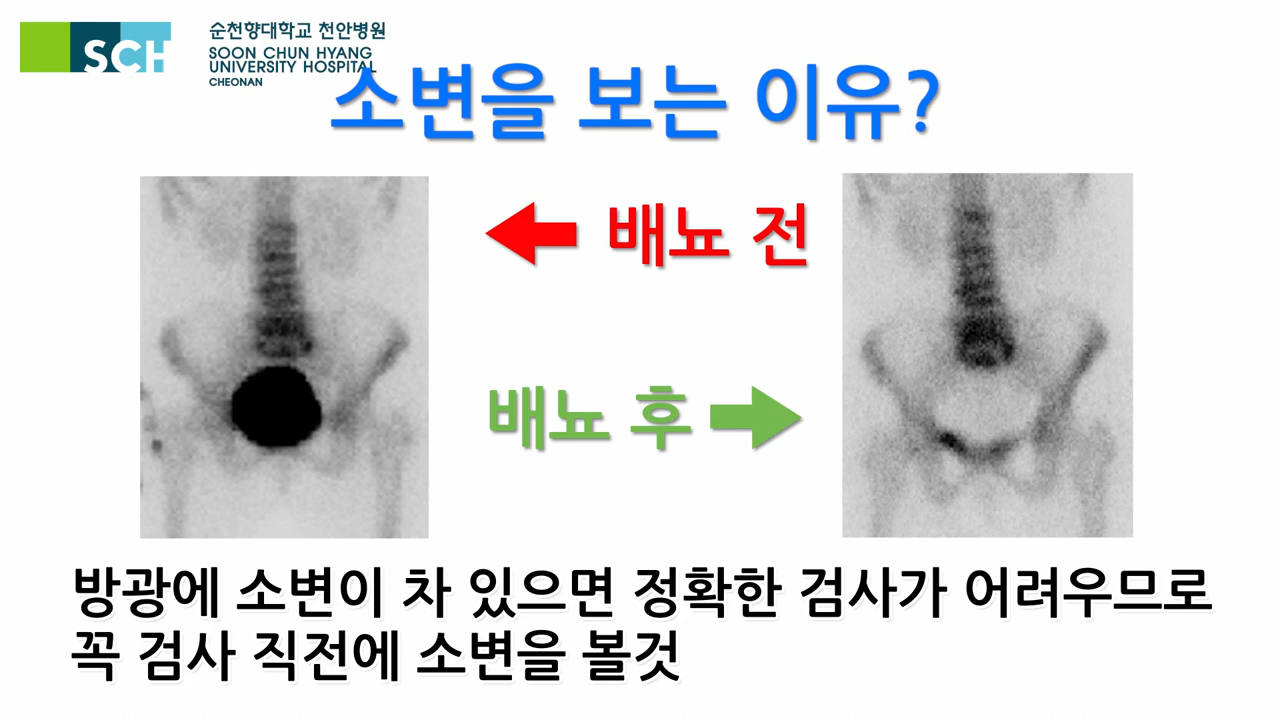 SCH
순천향대학교 천안병원
SOON CHUN HYANG
UNIVERSITY HOSPITAL
CHEONAN
소변을 보는 이유?
배뇨 전
배뇨 후
방광에 소변이 차 있으면 정확한 검사가 어려우므로
꼭 검사 직전에 소변을 볼것